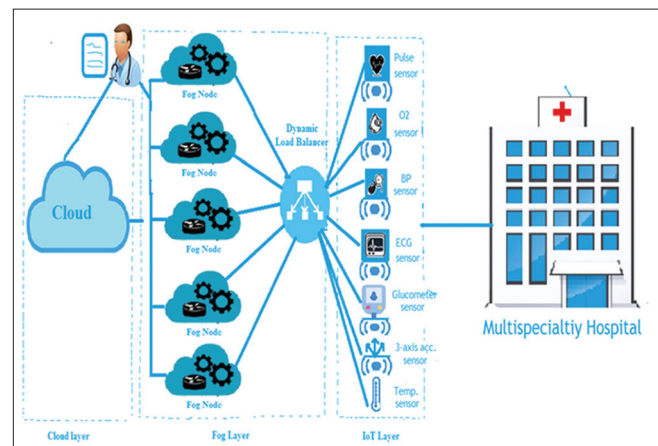 Cloud
Cloud layer
Fog Node
Fog Node
Fog Node
Fog Node
Fog Node
Dynamic
Load Balancer
Fog Layer
Pulse
sensor
O2
sensor
BP
sensor
ECG
sensor
Glucometer
sensor
3-axis acc.
sensor
Temp.
sensor
IoT Layer
Multispecialtiy Hospital